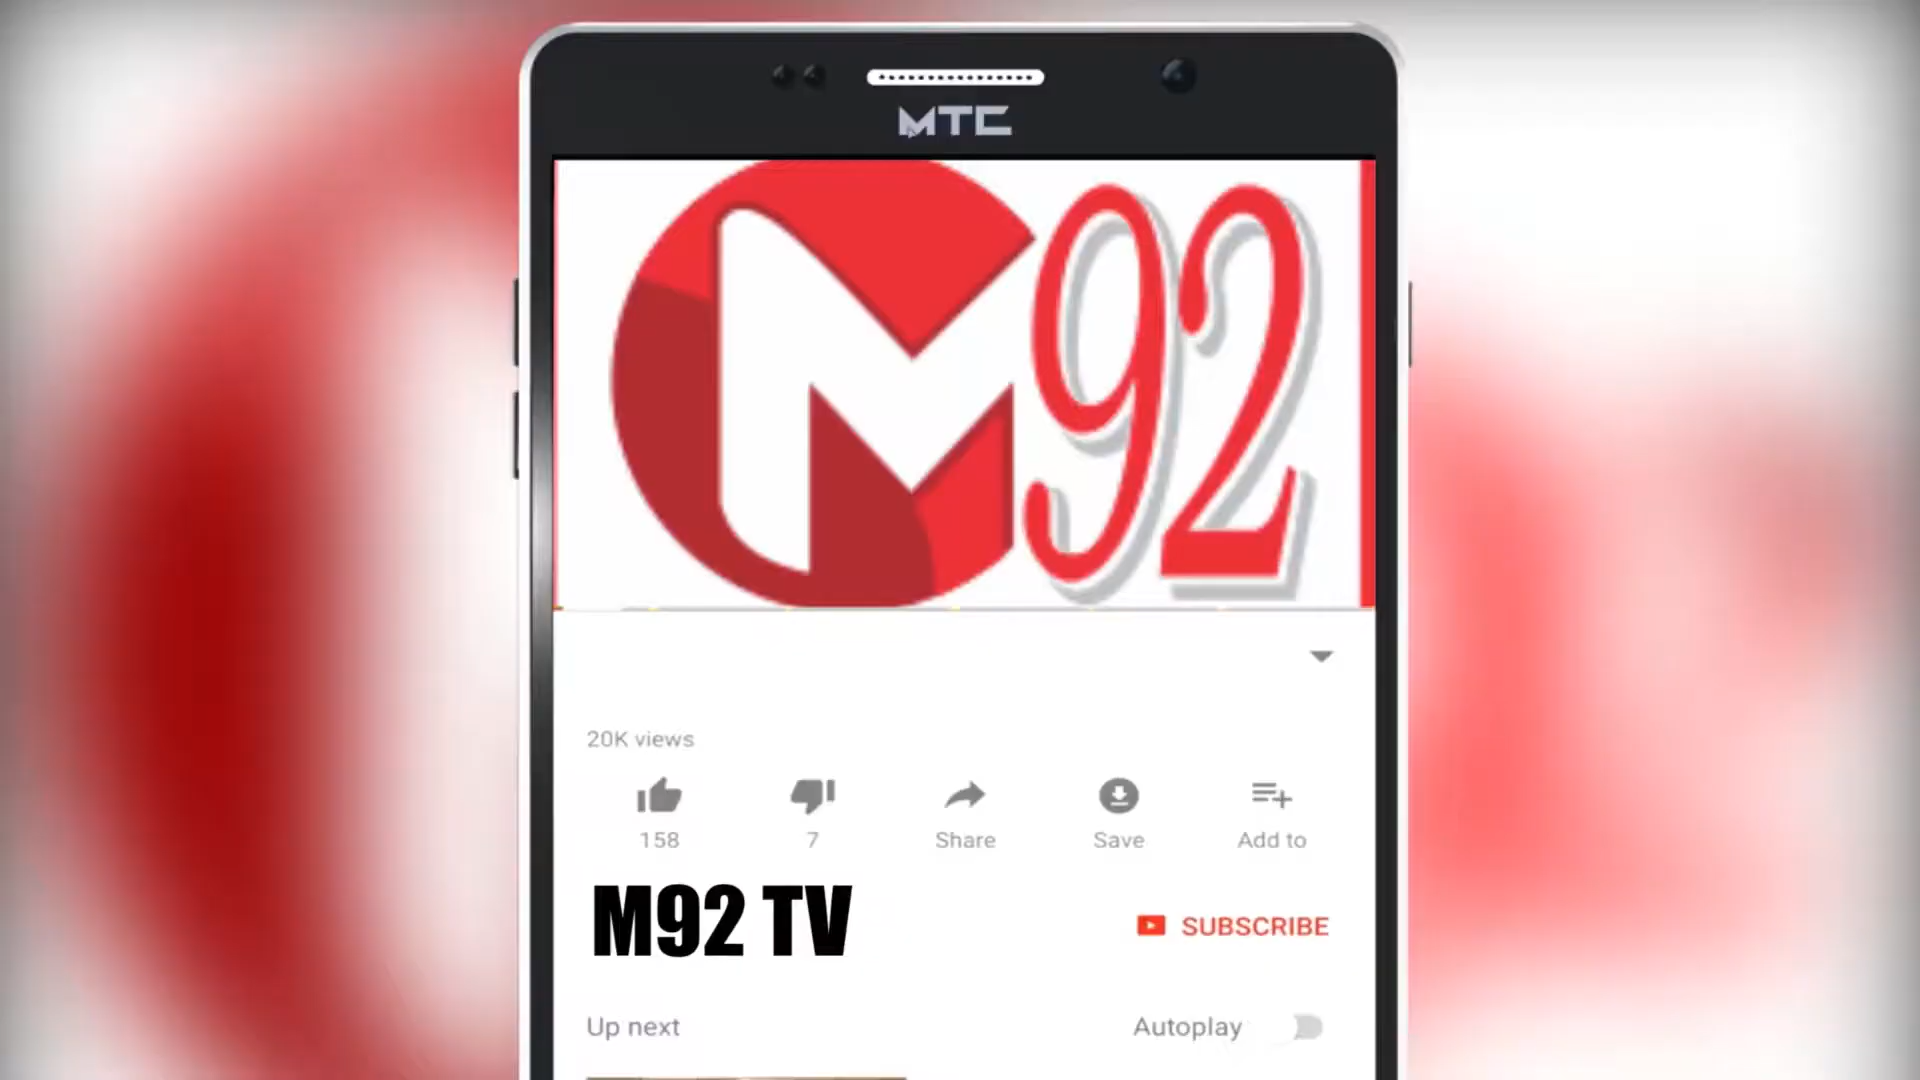 MTC
M92
20K views
158
7
Share
Save
Add to
M92 TV
SUBSCRIBE
Up next
Autoplay